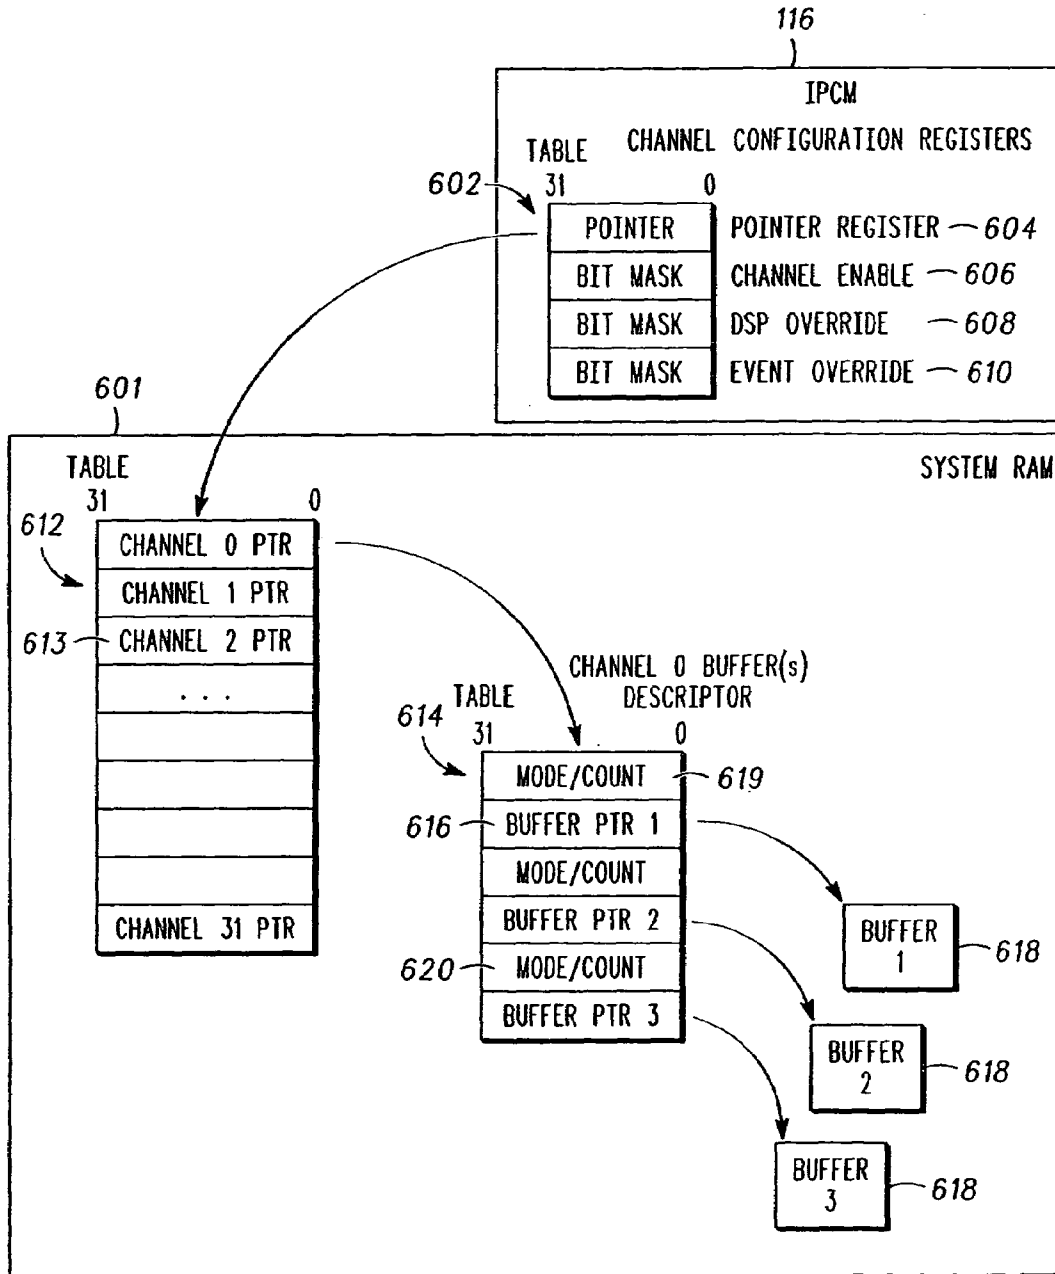 116
IPCM
CHANNEL CONFIGURATION REGISTERS
TABLE
31 0
602
POINTER POINTER REGISTER 604
BIT MASK CHANNEL ENABLE 606
BIT MASK DSP OVERRIDE 608
BIT MASK EVENT OVERRIDE 610
601
SYSTEM RAM
TABLE
31 0
612
CHANNEL 0 PTR
CHANNEL 1 PTR
613 CHANNEL 2 PTR
. . .
CHANNEL 31 PTR
CHANNEL 0 BUFFER(s)
DESCRIPTOR
TABLE
31 0
614
MODE/COUNT 619
616 BUFFER PTR 1
MODE/COUNT
BUFFER PTR 2
620 MODE/COUNT
BUFFER PTR 3
BUFFER
1
618
BUFFER
2
618
BUFFER
3
618